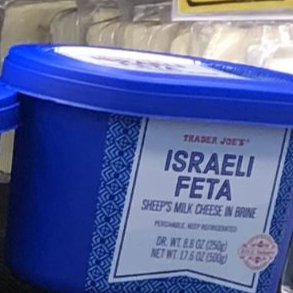 FETA
TRADER JOE'S
ISRAELI
FETA
SHEEP'S MILK CHEESE IN BRINE
PERISHABLE, KEEP REFRIGERATED
DR. WT. 8.8 OZ (250g)
NET WT. 17.6 OZ (500g)